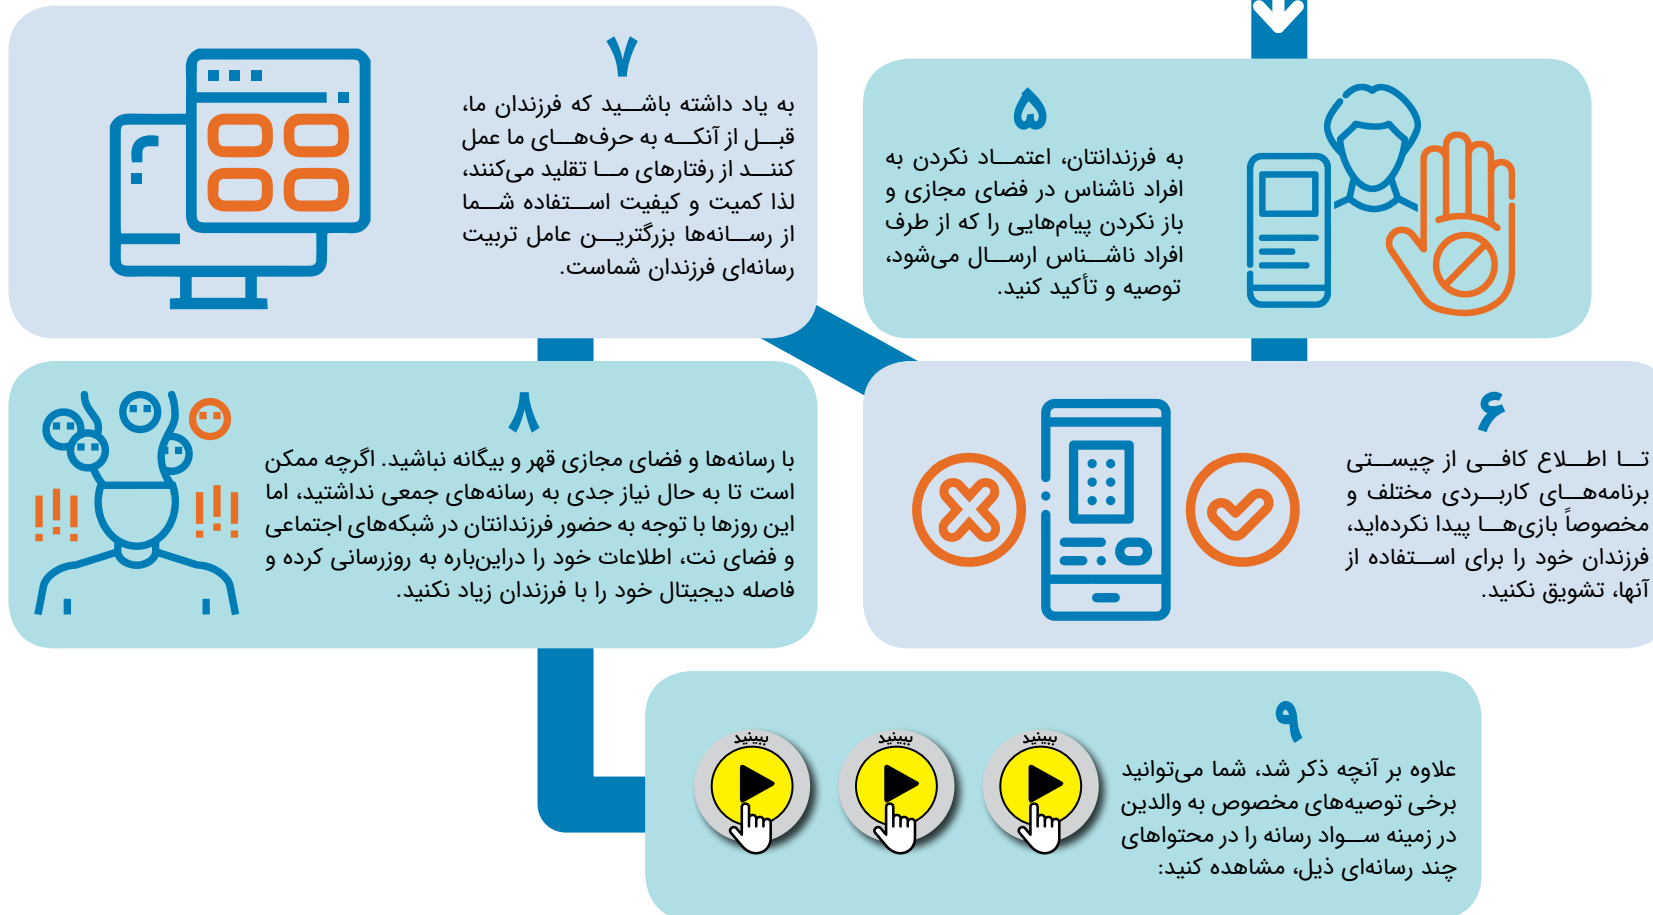 ۵
به فرزندانتان، اعتمـاد نکردن به
افراد ناشناس در فضای مجازی و
باز نکردن پیام‌هایی را که از طرف
افراد ناشـناس ارسـال می‌شود،
توصیه و تأکید کنید.
۶
تـا اطـلاع کافـی از چیسـتی
برنامه‌هـای کاربـردی مختلف و
مخصوصاً بازی‌هـا پیدا نکرده‌اید،
فرزندان خود را برای اسـتفاده از
آنها، تشویق نکنید.
۷
به یاد داشته باشـید که فرزندان ما،
قبـل از آنکـه به حرف‌هـای ما عمل
کننـد از رفتارهای مـا تقلید می‌کنند،
لذا کمیت و کیفیت اسـتفاده شـما
از رسـانه‌ها بزرگتریـن عامل تربیت
رسانه‌ای فرزندان شماست.
۸
با رسانه‌ها و فضای مجازی قهر و بیگانه نباشید. اگرچه ممکن
است تا به حال نیاز جدی به رسانه‌های جمعی نداشتید، اما
این روزها با توجه به حضور فرزندانتان در شبکه‌های اجتماعی
و فضای نت، اطلاعات خود را دراین‌باره به روزرسانی کرده و
فاصله دیجیتال خود را با فرزندان زیاد نکنید.
۹
علاوه بر آنچه ذکر شد، شما می‌توانید
برخی توصیه‌های مخصوص به والدین
در زمینه سـواد رسانه را در محتواهای
چند رسانه‌ای ذیل، مشاهده کنید:
ببینید
ببینید
ببینید